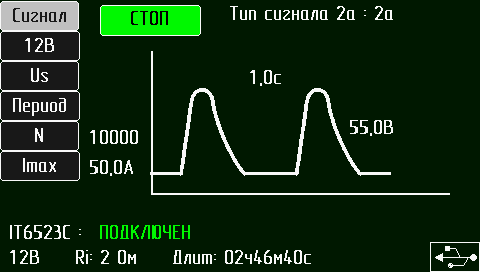 Сигнал
СТОП
Тип сигнала 2а : 2а
12В
Us
Период
N
10000
Imax
50,0А
1,0с
55,0В
IT6523C : ПОДКЛЮЧЕН
12В Ri: 2 Ом Длит: 02ч46м40с